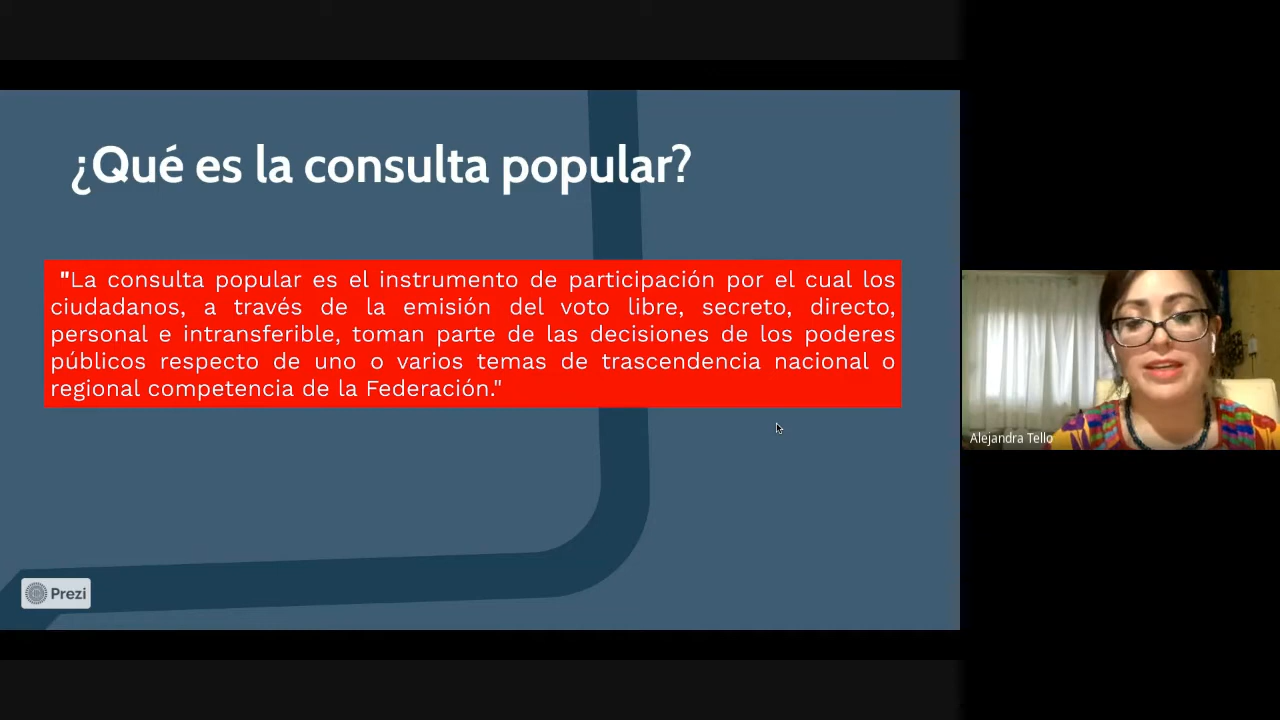 ¿Qué es la consulta popular?
"La consulta popular es el instrumento de participación por el cual los
ciudadanos, a través de la emisión del voto libre, secreto, directo,
personal e intransferible, toman parte de las decisiones de los poderes
públicos respecto de uno o varios temas de trascendencia nacional o
regional competencia de la Federación."
Alejandra Tello
Prezi